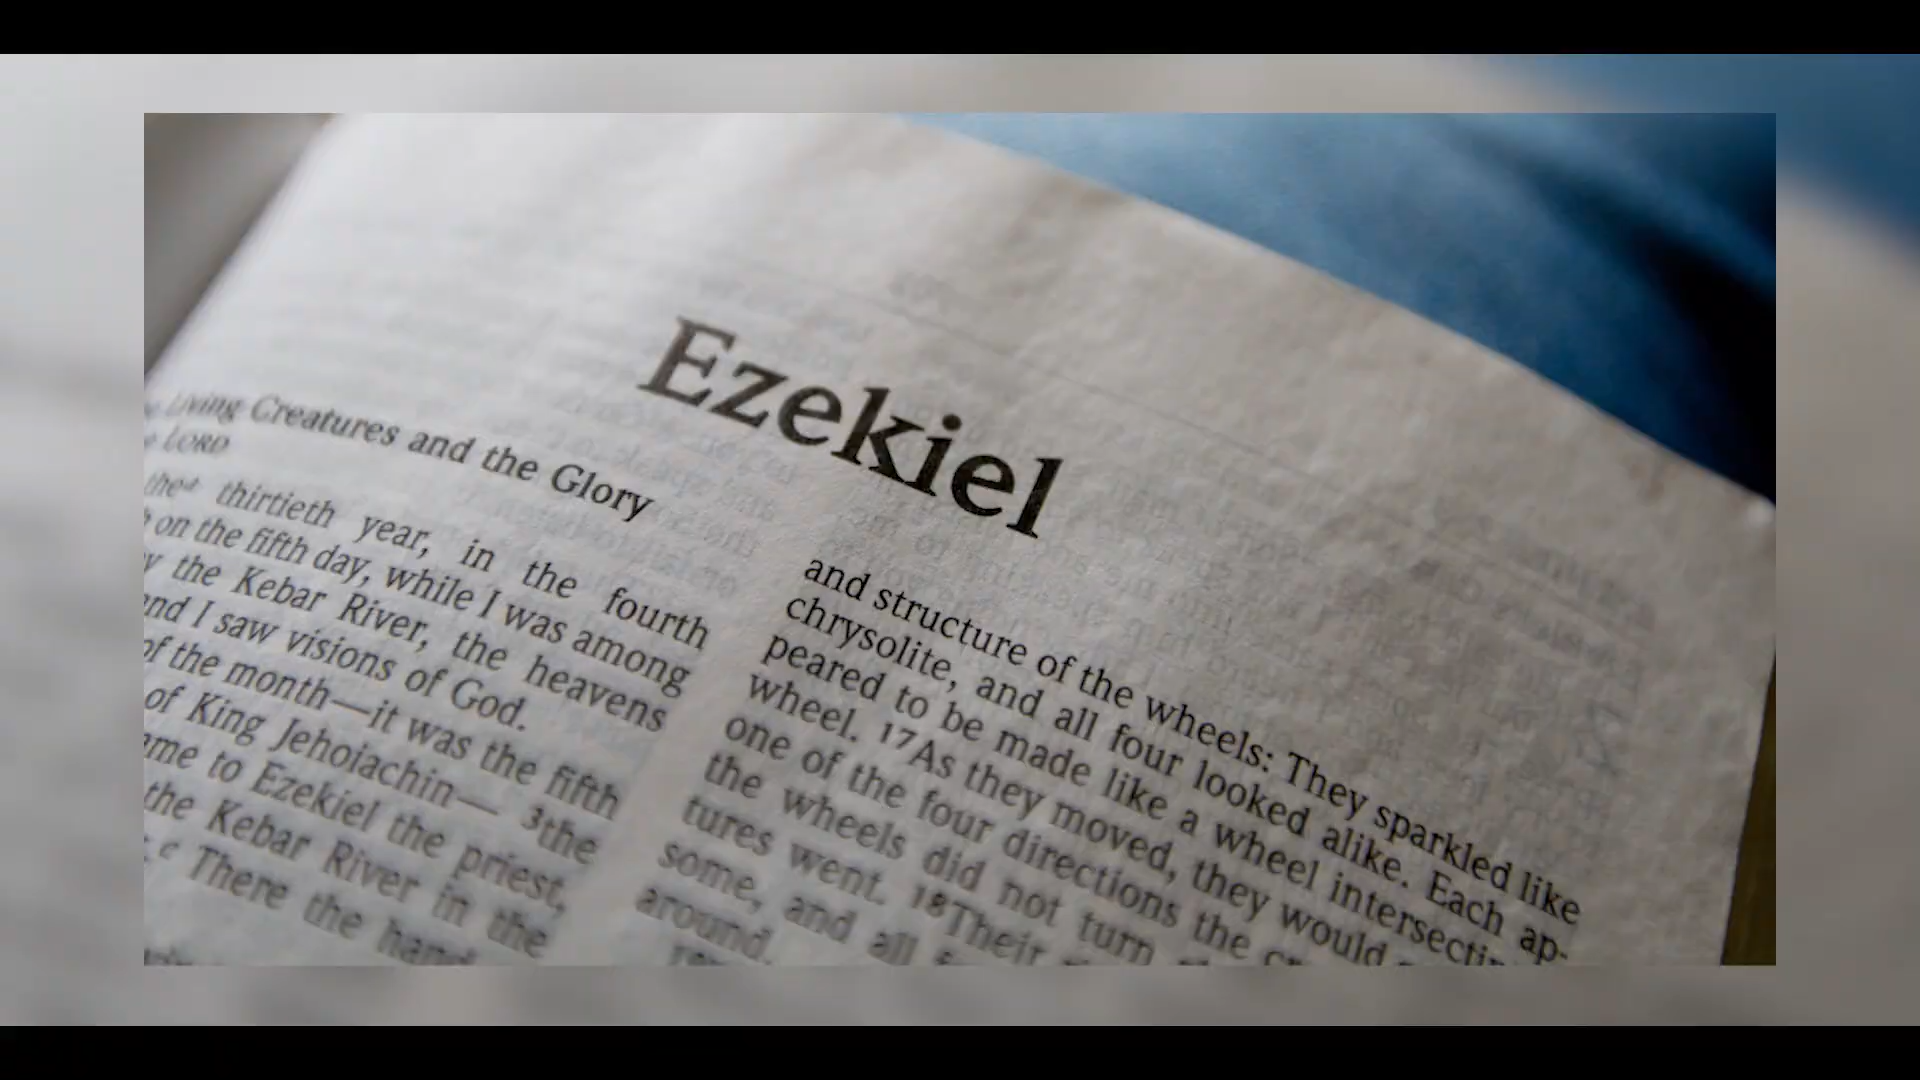 Ezekiel
Living Creatures and the Glory
LORD
the thirtieth year, in the fourth
on the fifth day, while I was among
the Kebar River, the heavens
and I saw visions of God.
of the month—it was the fifth
of King Jehoiachin— 3the
to Ezekiel the priest,
the Kebar River in the
c There the hand
and structure of the wheels: They sparkled like
chrysolite, and all four looked alike. Each ap-
peared to be made like a wheel intersectin
wheel. 17As they moved, they would
one of the four directions the
the wheels did not turn
tures went. 18Their
some, and all
around.